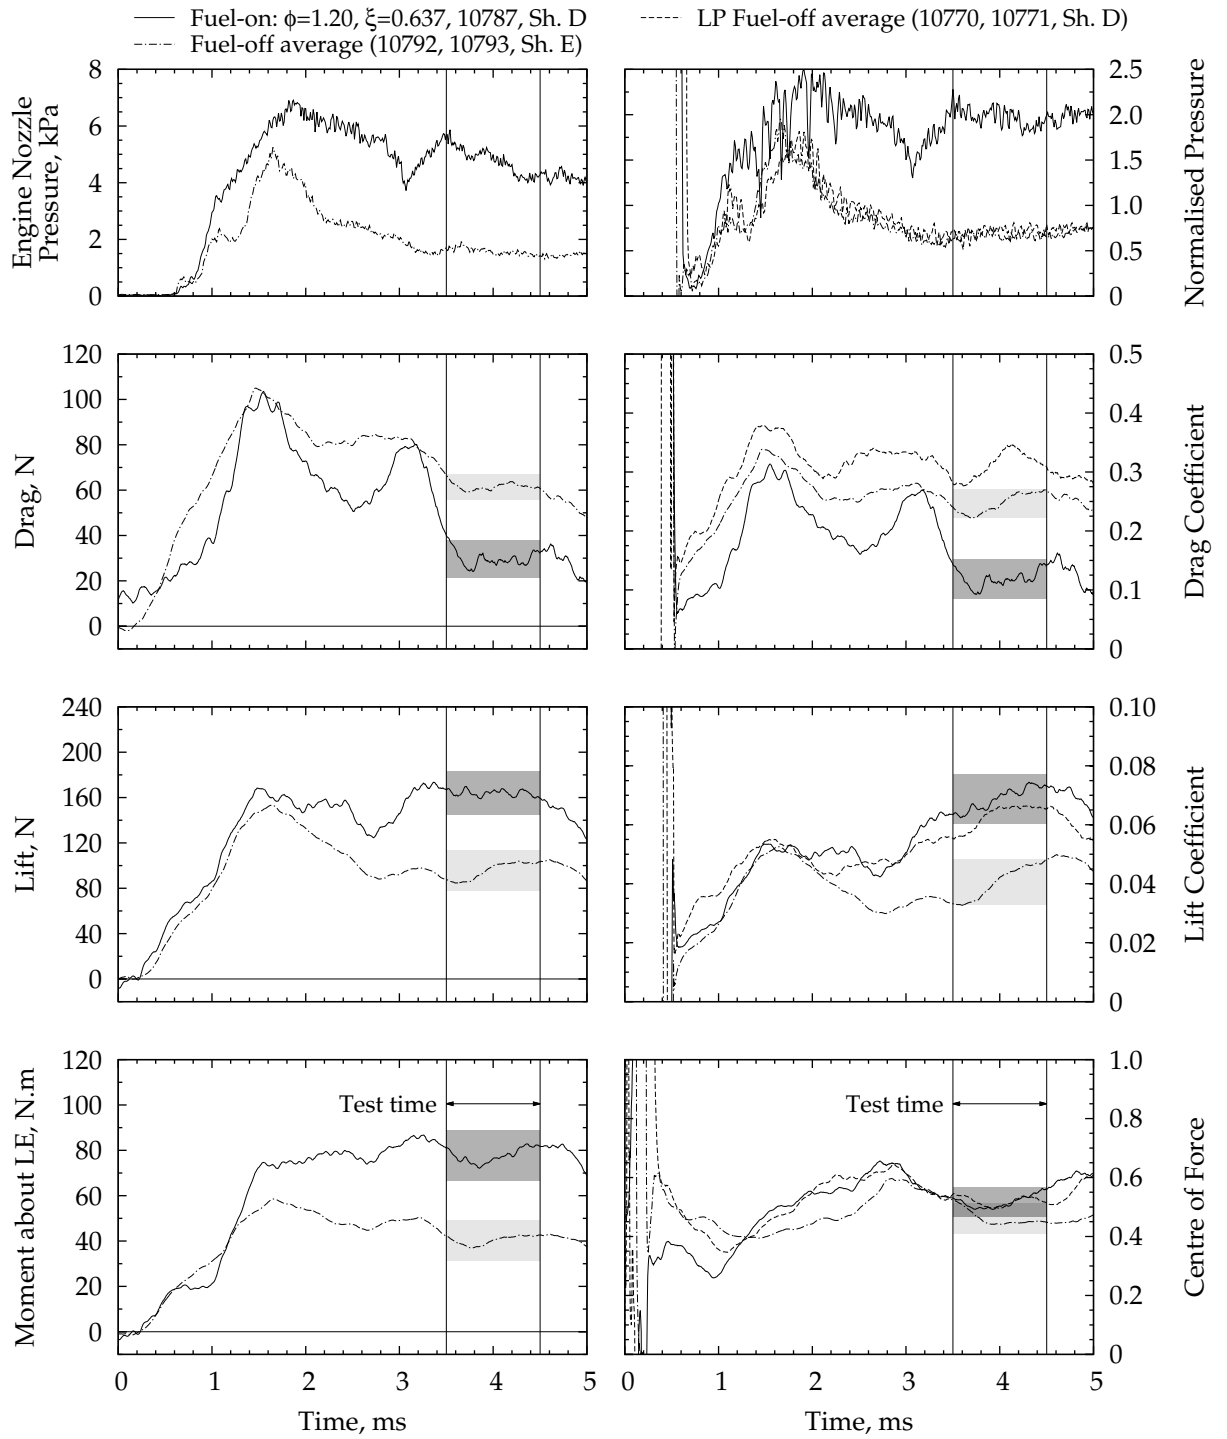 Fuel-on: ϕ=1.20, ξ=0.637, 10787, Sh. D
LP Fuel-off average (10770, 10771, Sh. D)
Fuel-off average (10792, 10793, Sh. E)
Engine Nozzle
Pressure, kPa
8
6
4
2
0
2.5
2.0
1.5
1.0
0.5
0
Normalised Pressure
Drag, N
120
100
80
60
40
20
0
0.5
0.4
0.3
0.2
0.1
0
Drag Coefficient
Lift, N
240
200
160
120
80
40
0
0.10
0.08
0.06
0.04
0.02
0
Lift Coefficient
Moment about LE, N.m
120
100
80
60
40
20
0
Test time
Test time
1.0
0.8
0.6
0.4
0.2
0
Centre of Force
0 1 2 3 4 5
0 1 2 3 4 5
Time, ms
Time, ms